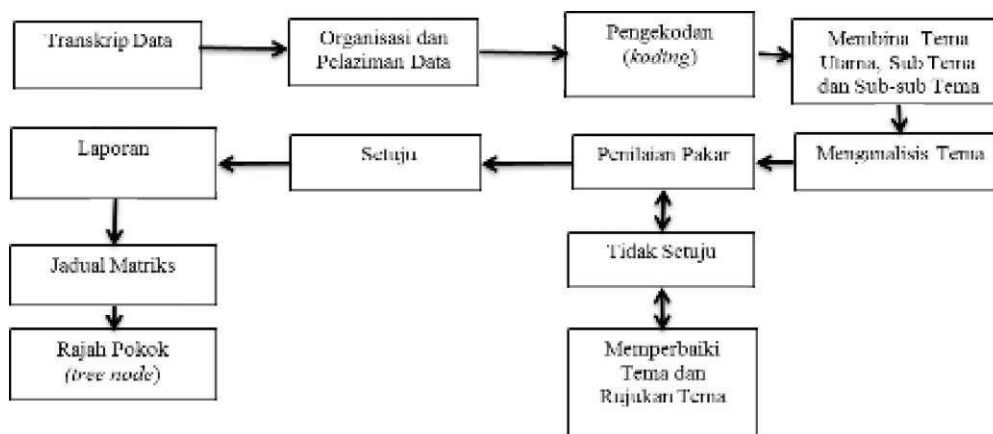 Transkrip Data
Organisasi dan
Pelaziman Data
Pengekodan
(koding)
Membina Tema
Utama, Sub Tema
dan Sub-sub Tema
Menganalisis Tema
Penilaian Pakar
Setuju
Laporan
Tidak Setuju
Jadual Matriks
Memperbaiki
Tema dan
Rujukan Tema
Rajah Pokok
(tree node)